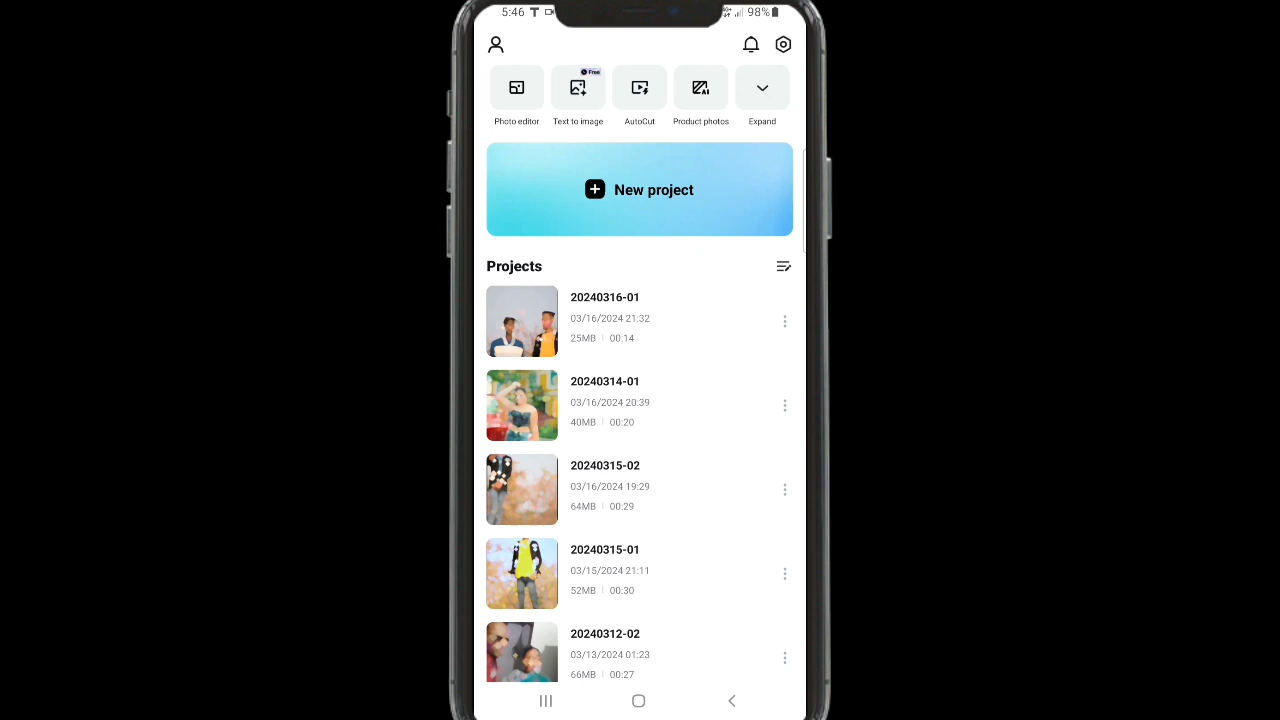 5:46 T 98%
Free
Photo editor Text to image AutoCut Product photos Expand
New project
Projects
20240316-01
03/16/2024 21:32
25MB | 00:14
20240314-01
03/16/2024 20:39
40MB | 00:20
20240315-02
03/16/2024 19:29
64MB | 00:29
20240315-01
03/15/2024 21:11
52MB | 00:30
20240312-02
03/13/2024 01:23
66MB | 00:27